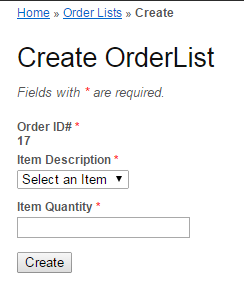 Home » Order Lists » Create
Create OrderList
Fields with * are required.
Order ID# *
17
Item Description *
Select an Item ▼
Item Quantity *
Create